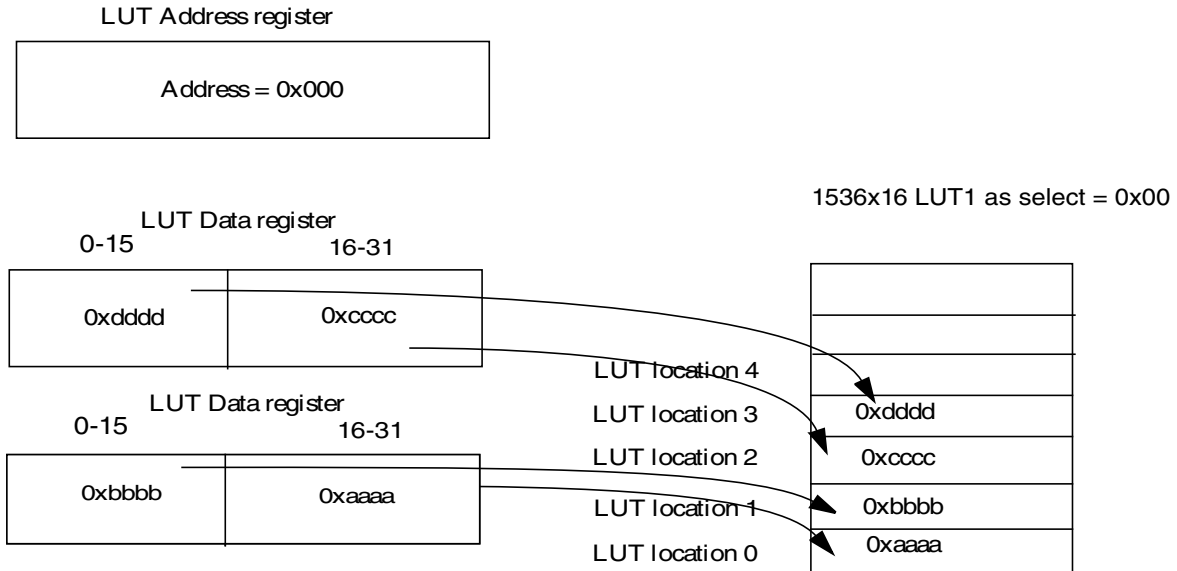 LUT Address register
Address = 0x000
1536x16 LUT1 as select = 0x00
LUT Data register
0-15 16-31
0xdddd 0xcccc
LUT location 4
LUT Data register
LUT location 3 0xdddd
0-15 16-31
LUT location 2 0xcccc
0xbbbb 0xaaaa
LUT location 1 0xbbbb
LUT location 0 0xaaaa